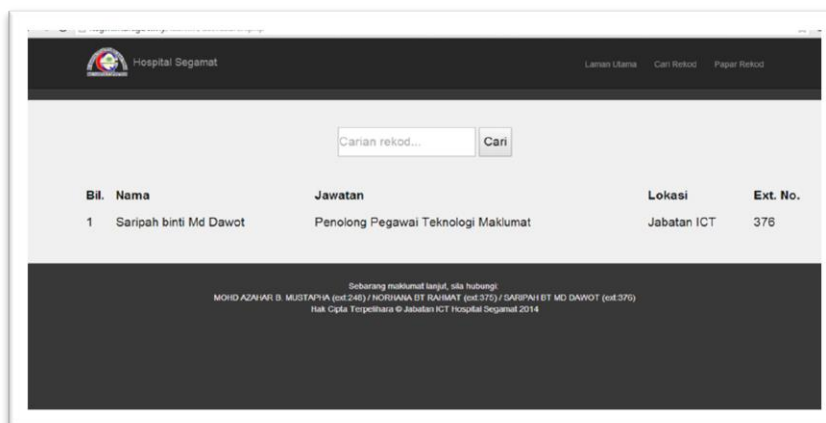 Hospital Segamat
Laman Utama Cari Rekod Papar Rekod
Carian rekod... Cari
Bil. Nama Jawatan Lokasi Ext. No.
1 Saripah binti Md Dawot Penolong Pegawai Teknologi Maklumat Jabatan ICT 376
Sebarang maklumat lanjut, sila hubungi:
MOHD AZAHAR B. MUSTAPHA (ext:246) / NORHANA BT RAHMAT (ext:375) / SARIPAH BT MD DAWOT (ext:376)
Hak Cipta Terpelihara © Jabatan ICT Hospital Segamat 2014